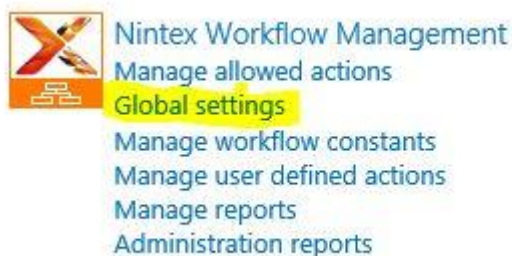 Nintex Workflow Management
Manage allowed actions
Global settings
Manage workflow constants
Manage user defined actions
Manage reports
Administration reports